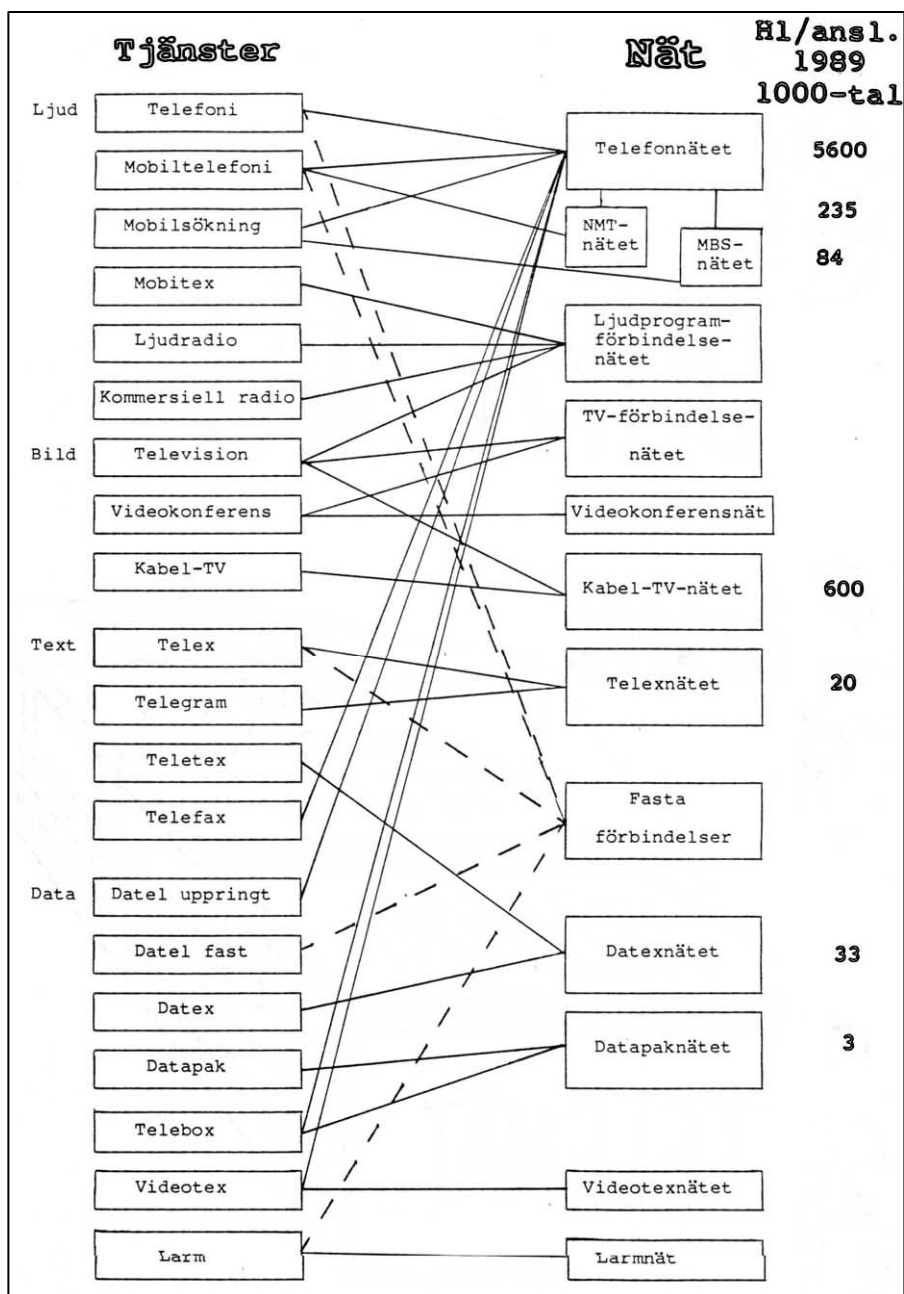 Tjänster
Nät
Hl/ansl.
1989
1000-tal
Ljud
Telefoni
Telefonnätet
5600
Mobiltelefoni
Mobilsökning
NMT-
nätet
235
MBS-
nätet
84
Mobitex
Ljudradio
Ljudprogram-
förbindelse-
nätet
Kommersiell radio
TV-förbindelse-
nätet
Bild
Television
Videokonferens
Videokonferensnät
Kabel-TV
Kabel-TV-nätet
600
Text
Telex
Telexnätet
20
Telegram
Teletex
Telefax
Fasta
förbindelser
Data
Datel uppringt
Datel fast
Datexnätet
33
Datex
Datapak
Datapaknätet
3
Telebox
Videotex
Videotexnätet
Larm
Larmnät